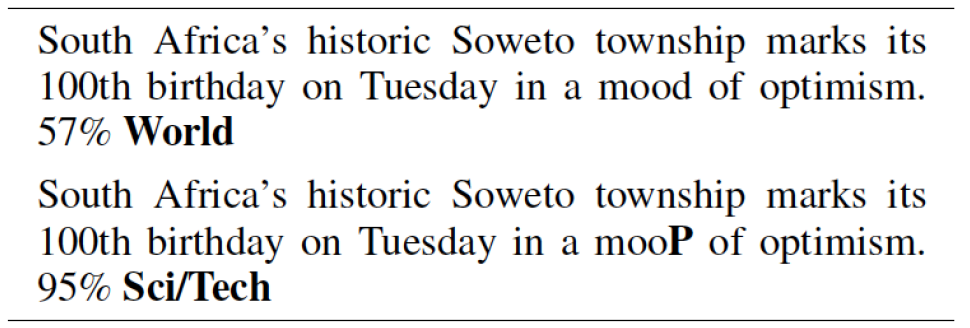 South Africa's historic Soweto township marks its
100th birthday on Tuesday in a mood of optimism.
57% World
South Africa's historic Soweto township marks its
100th birthday on Tuesday in a mooP of optimism.
95% Sci/Tech